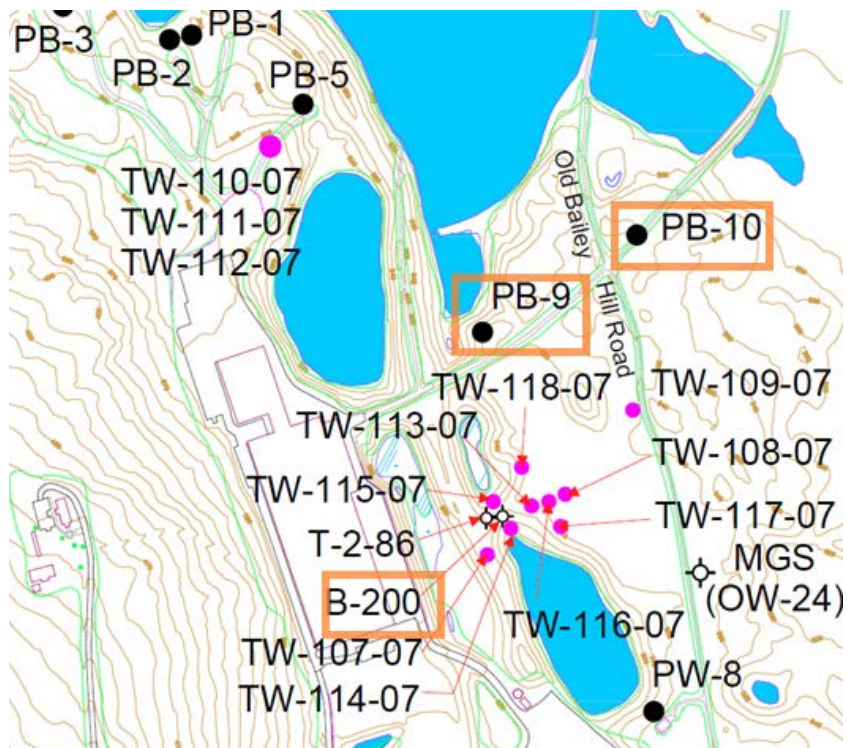 PB-1
PB-3
PB-2
PB-5
TW-110-07
TW-111-07
TW-112-07
Old Bailey
Hill Road
PB-10
PB-9
TW-118-07
TW-109-07
TW-113-07
TW-108-07
TW-115-07
TW-117-07
T-2-86
MGS
(OW-24)
B-200
TW-116-07
TW-107-07
PW-8
TW-114-07